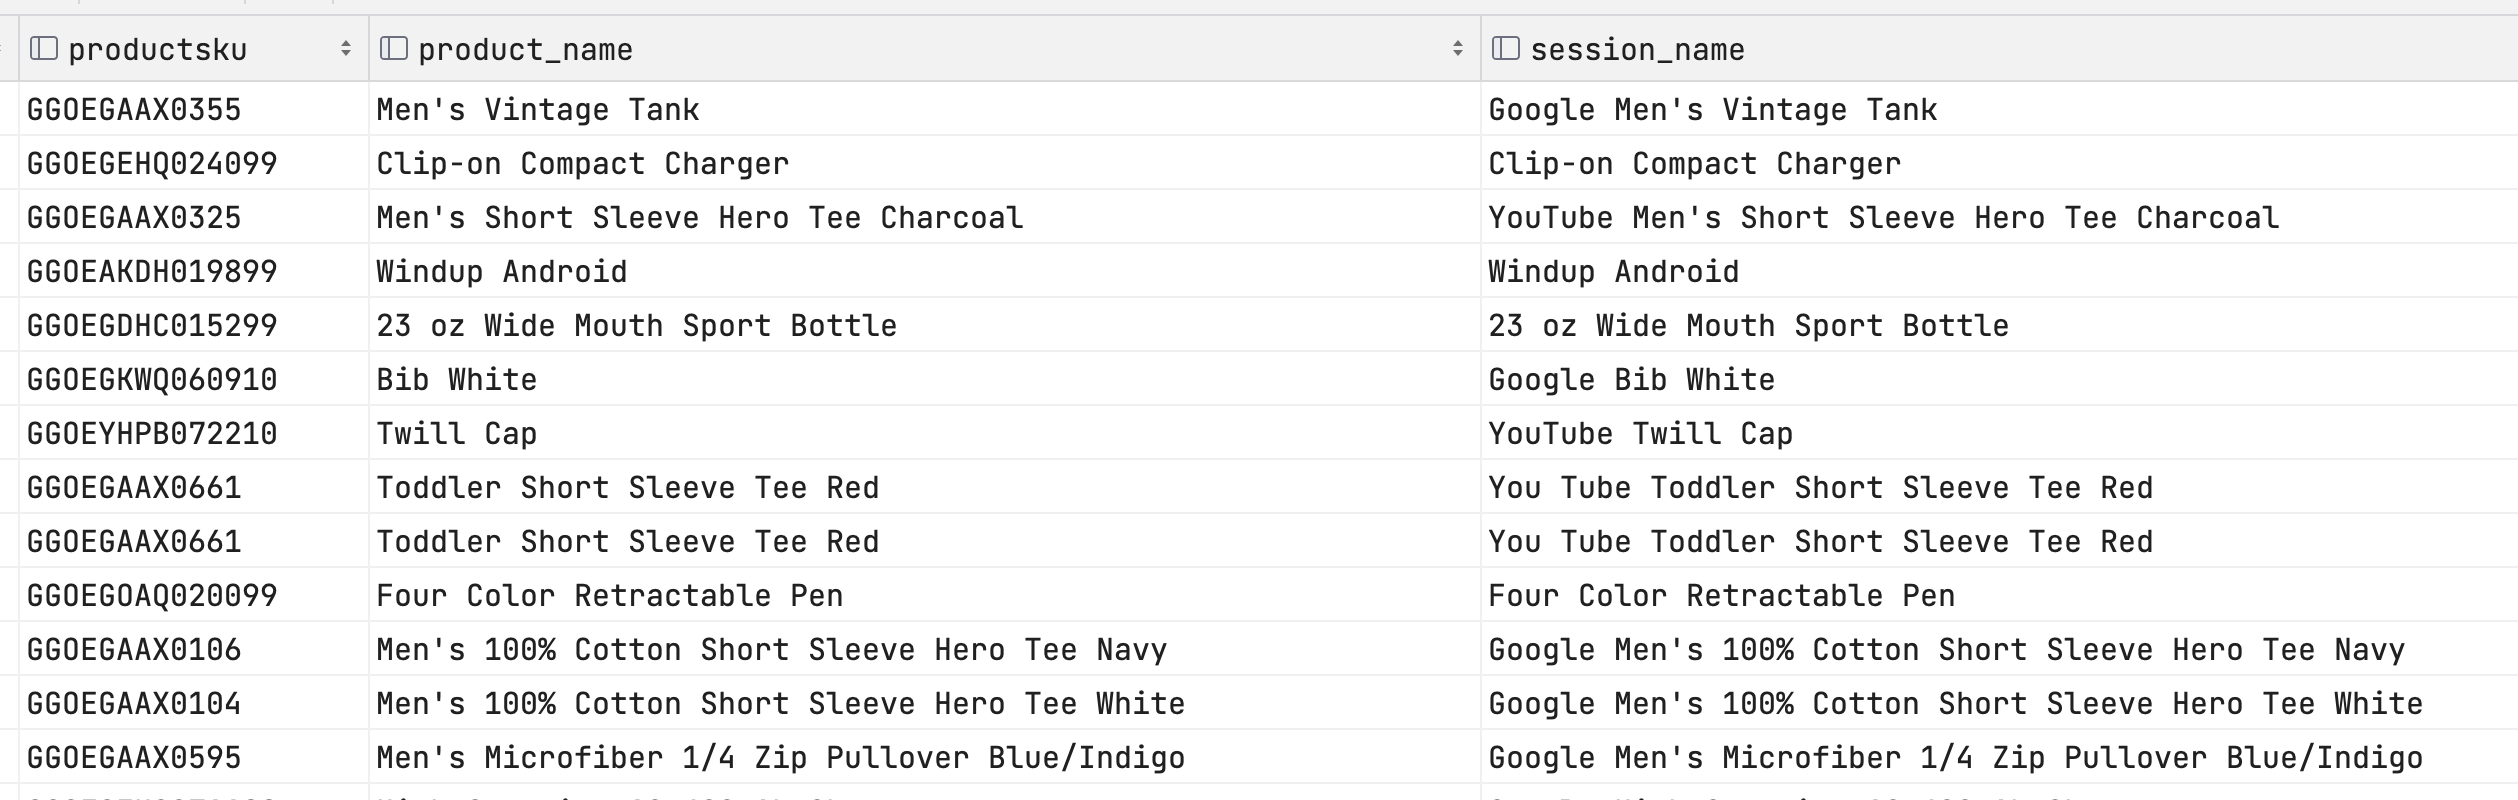 productsku product_name session_name
GGOEGAAX0355 Men's Vintage Tank Google Men's Vintage Tank
GGOEGEHQ024099 Clip-on Compact Charger Clip-on Compact Charger
GGOEGAAX0325 Men's Short Sleeve Hero Tee Charcoal YouTube Men's Short Sleeve Hero Tee Charcoal
GGOEAKDH019899 Windup Android Windup Android
GGOEGDHC015299 23 oz Wide Mouth Sport Bottle 23 oz Wide Mouth Sport Bottle
GGOEGKWQ060910 Bib White Google Bib White
GGOEYHPB072210 Twill Cap YouTube Twill Cap
GGOEGAAX0661 Toddler Short Sleeve Tee Red You Tube Toddler Short Sleeve Tee Red
GGOEGAAX0661 Toddler Short Sleeve Tee Red You Tube Toddler Short Sleeve Tee Red
GGOEGOAQ020099 Four Color Retractable Pen Four Color Retractable Pen
GGOEGAAX0106 Men's 100% Cotton Short Sleeve Hero Tee Navy Google Men's 100% Cotton Short Sleeve Hero Tee Navy
GGOEGAAX0104 Men's 100% Cotton Short Sleeve Hero Tee White Google Men's 100% Cotton Short Sleeve Hero Tee White
GGOEGAAX0595 Men's Microfiber 1/4 Zip Pullover Blue/Indigo Google Men's Microfiber 1/4 Zip Pullover Blue/Indigo